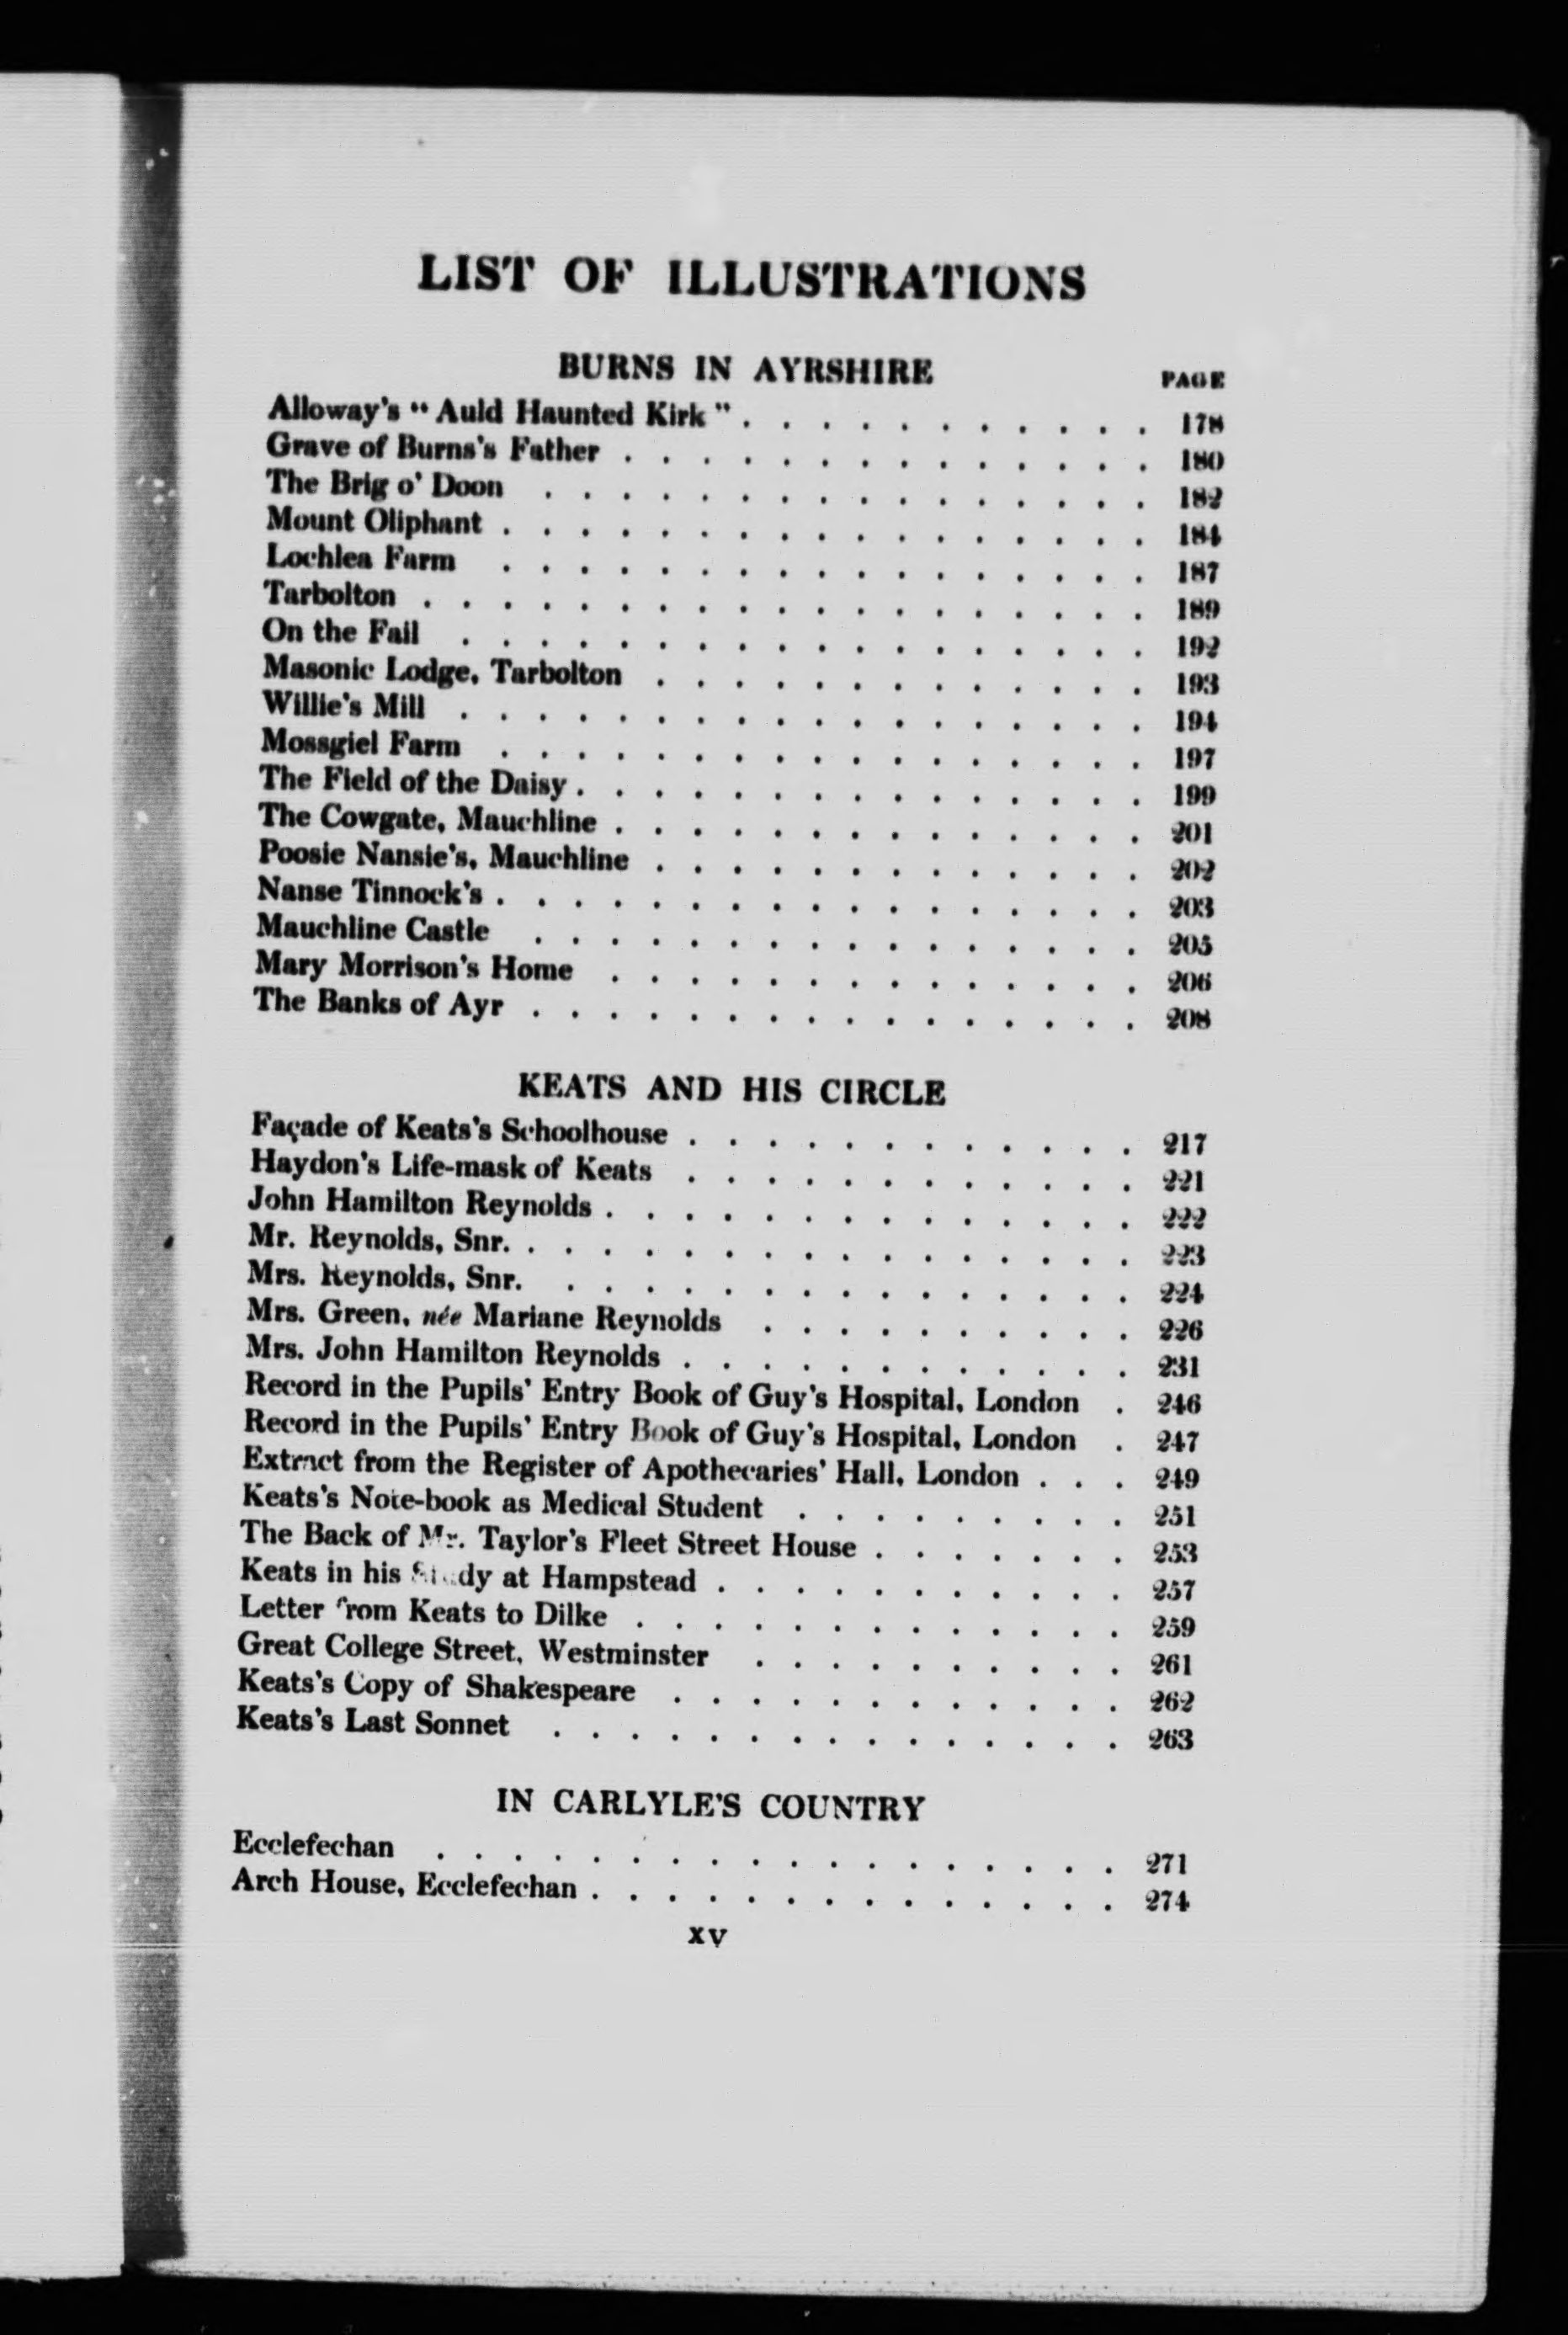 LIST OF ILLUSTRATIONS
BURNS IN AYRSHIRE
PAGE
Alloway's “ Auld Haunted Kirk ” . . . . . . . . . . . 178
Grave of Burns's Father . . . . . . . . . . . . . . 180
The Brig o' Doon . . . . . . . . . . . . . . . . 182
Mount Oliphant . . . . . . . . . . . . . . . . . 184
Lochlea Farm . . . . . . . . . . . . . . . . . 187
Tarbolton . . . . . . . . . . . . . . . . . . . 189
On the Fail . . . . . . . . . . . . . . . . . . 192
Masonic Lodge, Tarbolton . . . . . . . . . . . . . 193
Willie's Mill . . . . . . . . . . . . . . . . . . 194
Mossgiel Farm . . . . . . . . . . . . . . . . . 197
The Field of the Daisy . . . . . . . . . . . . . . . 199
The Cowgate, Mauchline . . . . . . . . . . . . . . 201
Poosie Nansie's, Mauchline . . . . . . . . . . . . . 202
Nanse Tinnock's . . . . . . . . . . . . . . . . . 203
Mauchline Castle . . . . . . . . . . . . . . . . 205
Mary Morrison's Home . . . . . . . . . . . . . . 206
The Banks of Ayr . . . . . . . . . . . . . . . . 208
KEATS AND HIS CIRCLE
Façade of Keats's Schoolhouse . . . . . . . . . . . . 217
Haydon's Life-mask of Keats . . . . . . . . . . . . 221
John Hamilton Reynolds . . . . . . . . . . . . . . 222
Mr. Reynolds, Snr. . . . . . . . . . . . . . . . . 223
Mrs. Reynolds, Snr. . . . . . . . . . . . . . . . 224
Mrs. Green, née Mariane Reynolds . . . . . . . . . . 226
Mrs. John Hamilton Reynolds . . . . . . . . . . . . 231
Record in the Pupils' Entry Book of Guy's Hospital, London . 246
Record in the Pupils' Entry Book of Guy's Hospital, London . 247
Extract from the Register of Apothecaries' Hall, London . . . 249
Keats's Note-book as Medical Student . . . . . . . . . 251
The Back of Mr. Taylor's Fleet Street House . . . . . . . 253
Keats in his Study at Hampstead . . . . . . . . . . . 257
Letter from Keats to Dilke . . . . . . . . . . . . . 259
Great College Street, Westminster . . . . . . . . . . 261
Keats's Copy of Shakespeare . . . . . . . . . . . . 262
Keats's Last Sonnet . . . . . . . . . . . . . . . 263
IN CARLYLE'S COUNTRY
Ecclefechan . . . . . . . . . . . . . . . . . . 271
Arch House, Ecclefechan . . . . . . . . . . . . . . 274
xv